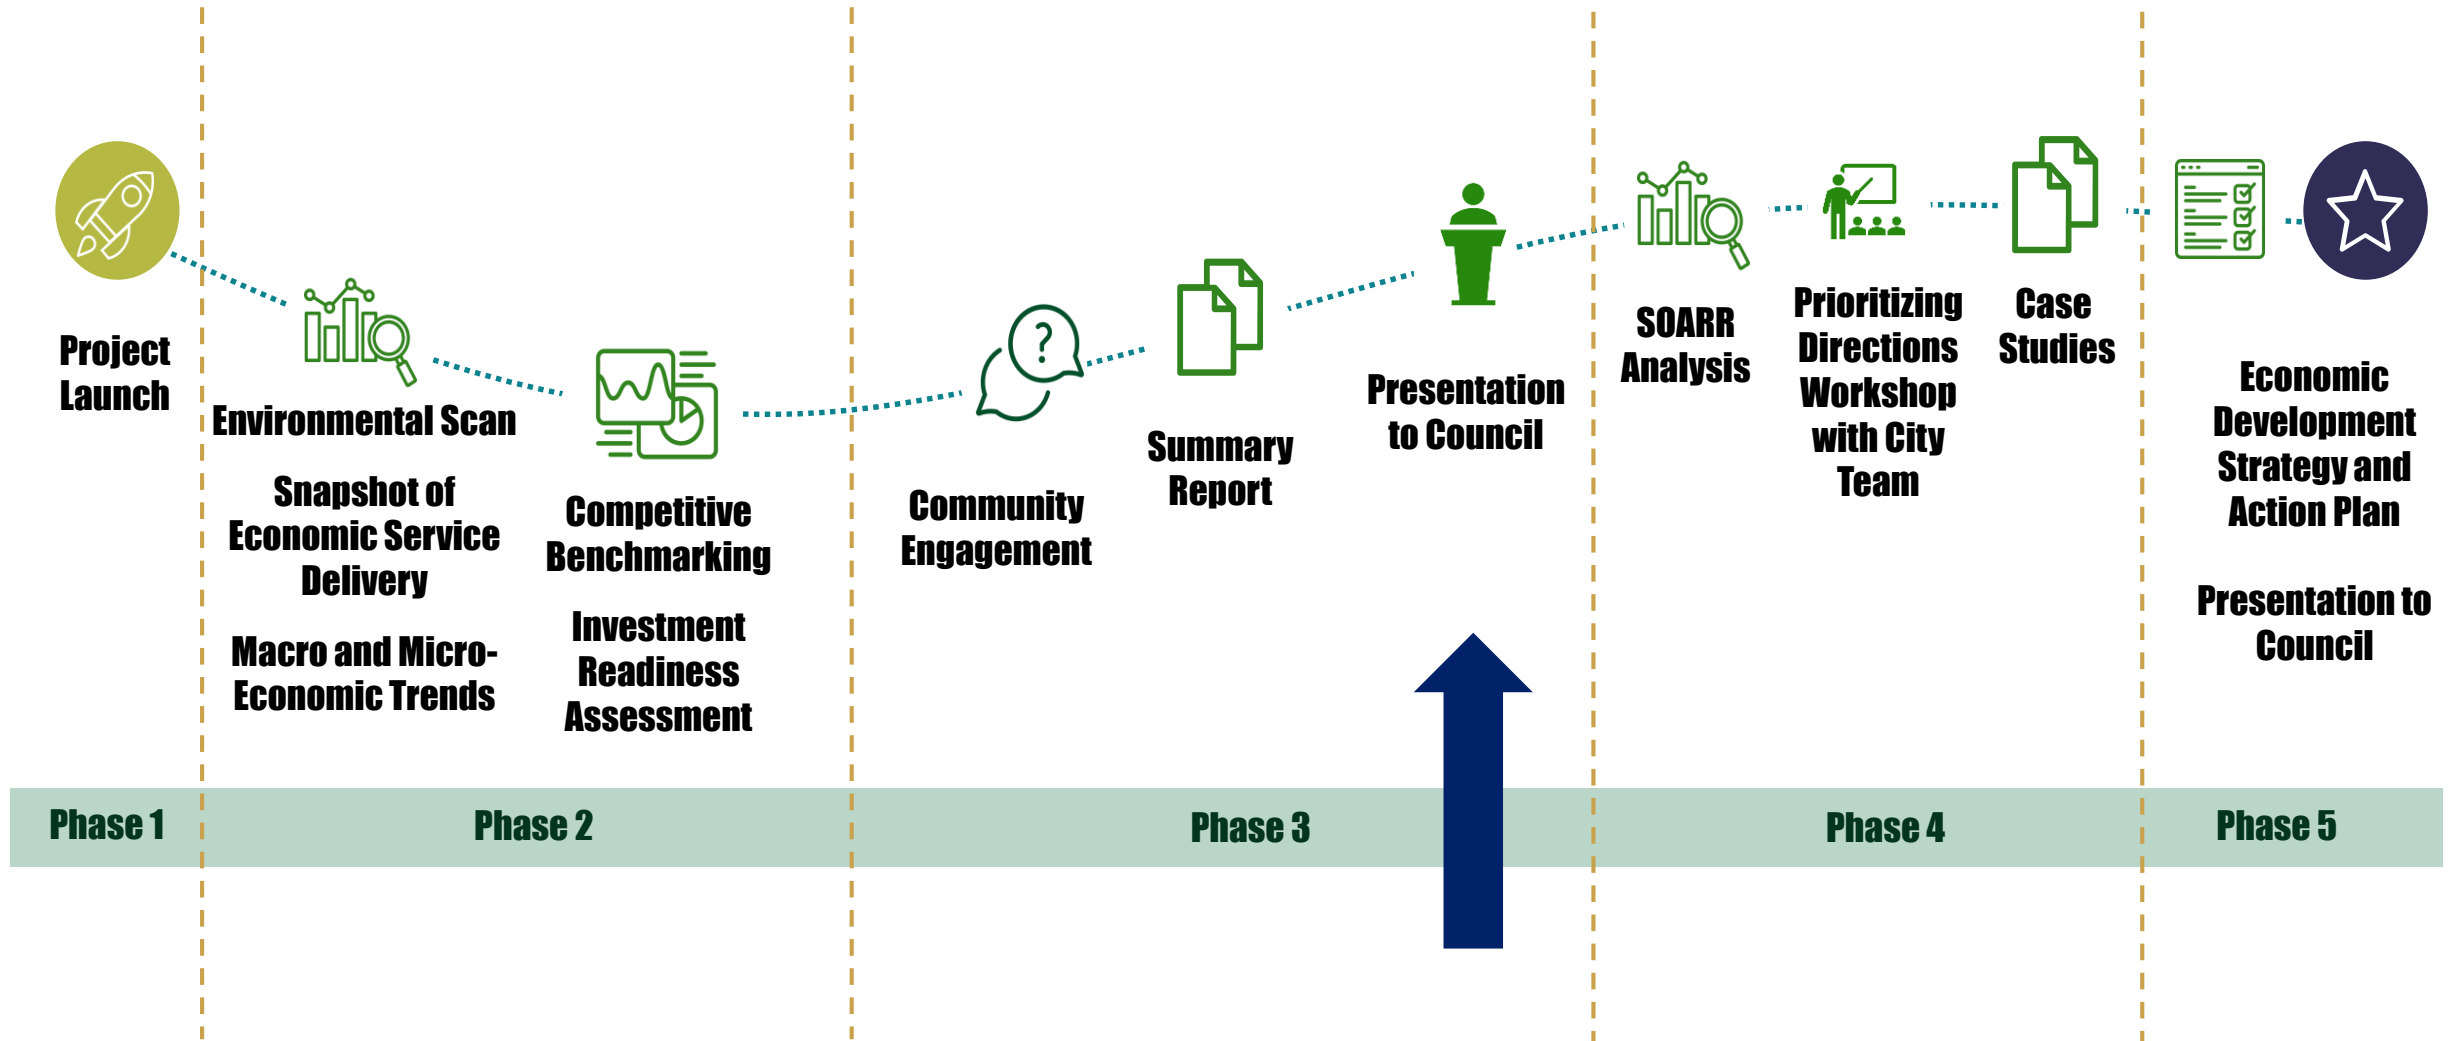 Project
Launch
Environmental Scan
Snapshot of
Economic Service
Delivery
Macro and Micro-
Economic Trends
Competitive
Benchmarking
Investment
Readiness
Assessment
Community
Engagement
Summary
Report
Presentation
to Council
SOARR
Analysis
Prioritizing
Directions
Workshop
with City
Team
Case
Studies
Economic
Development
Strategy and
Action Plan
Presentation to
Council
Phase 1
Phase 2
Phase 3
Phase 4
Phase 5